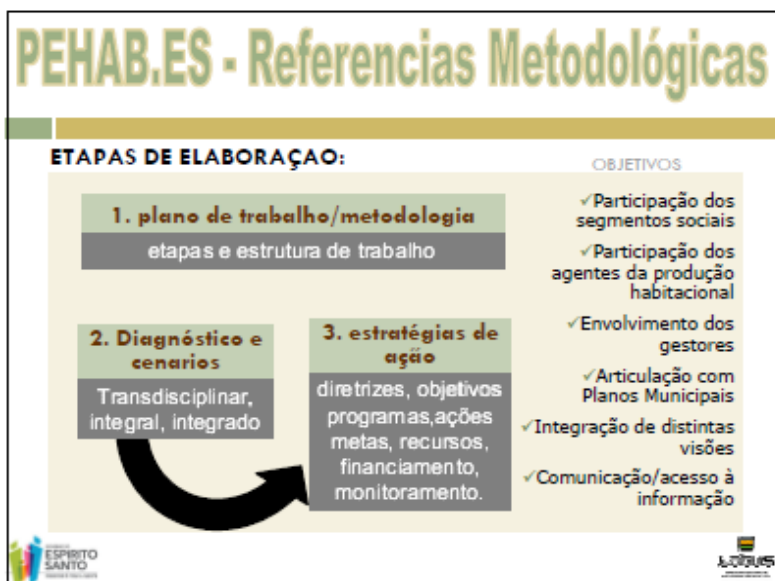 PEHAB.ES - Referencias Metodológicas
ETAPAS DE ELABORAÇAO:
1. plano de trabalho/metodologia
etapas e estrutura de trabalho
2. Diagnóstico e
cenarios
Transdisciplinar,
integral, integrado
3. estratégias de
ação
diretrizes, objetivos
programas,ações
metas, recursos,
financiamento,
monitoramento.
OBJETIVOS
✓Participação dos
segmentos sociais
✓Participação dos
agentes da produção
habitacional
✓Envolvimento dos
gestores
✓Articulação com
Planos Municipais
✓Integração de distintas
visões
✓Comunicação/acesso à
informação
ESPIRITO
SANTO